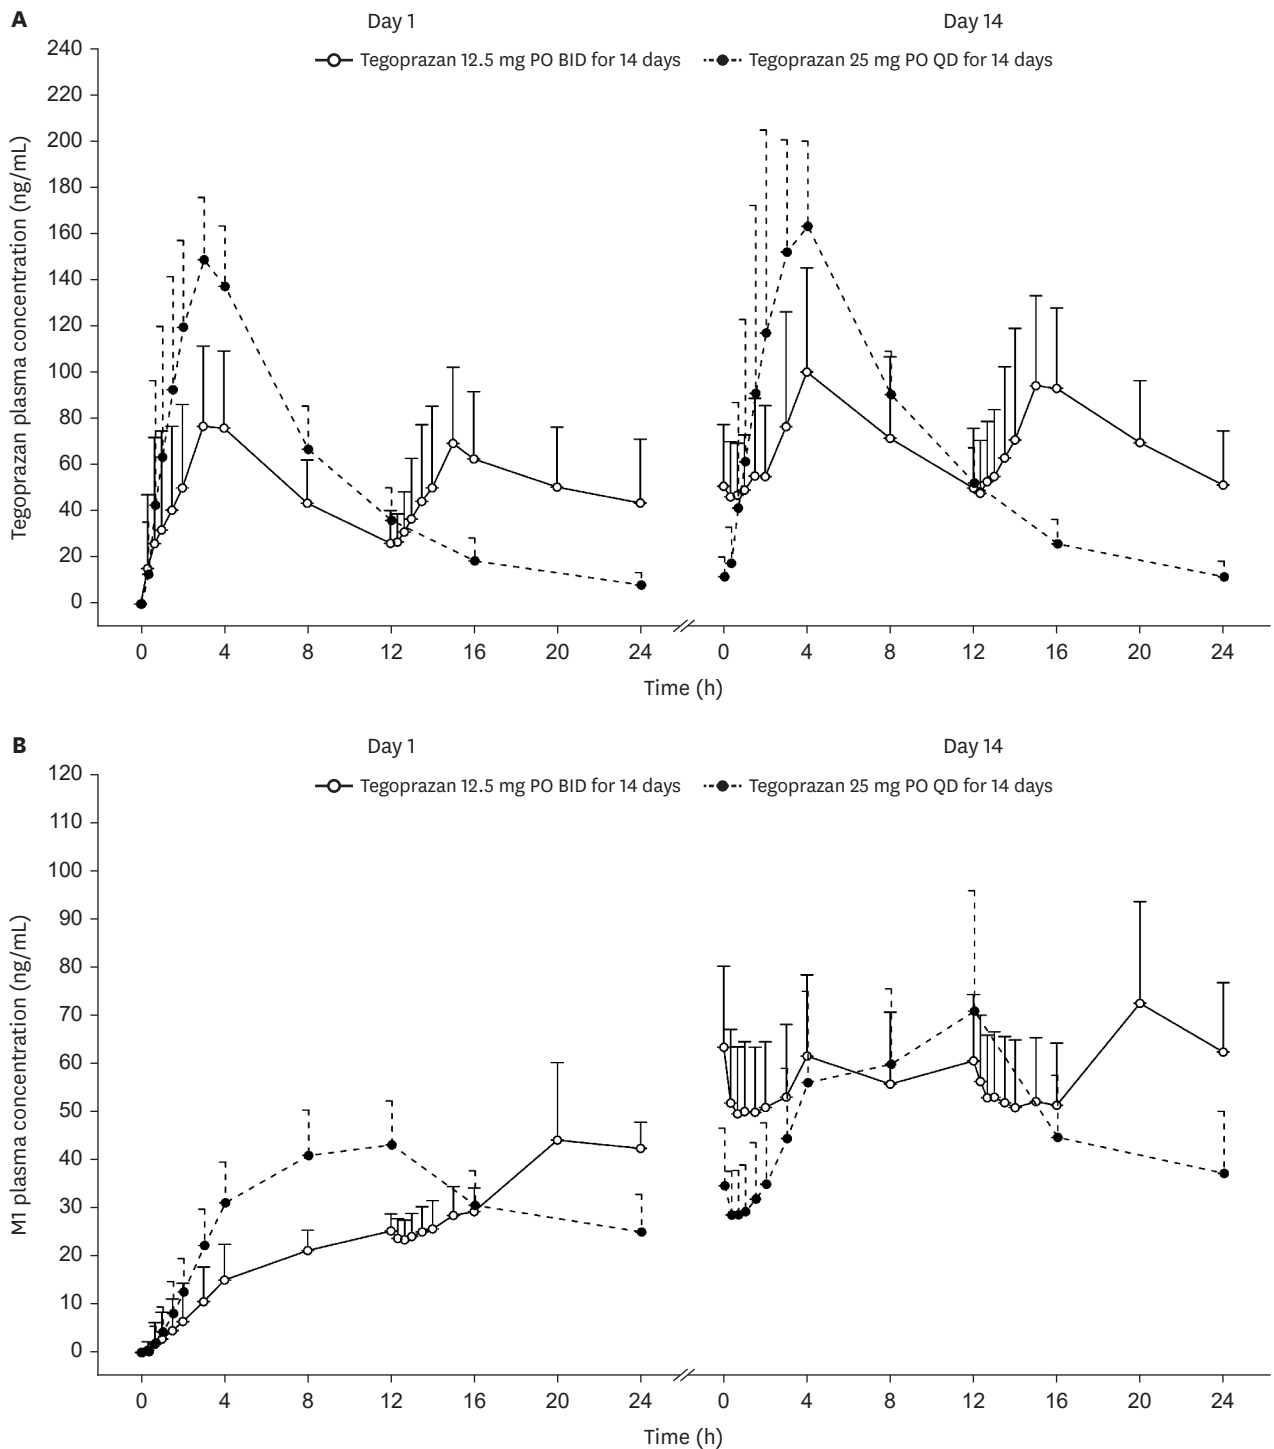 A
Day 1 Day 14
Tegoprazan 12.5 mg PO BID for 14 days Tegoprazan 25 mg PO QD for 14 days
Tegoprazan plasma concentration (ng/mL)
240
220
200
180
160
140
120
100
80
60
40
20
0
0 4 8 12 16 20 24 0 4 8 12 16 20 24
Time (h)
B
Day 1 Day 14
Tegoprazan 12.5 mg PO BID for 14 days Tegoprazan 25 mg PO QD for 14 days
M1 plasma concentration (ng/mL)
120
110
100
90
80
70
60
50
40
30
20
10
0
0 4 8 12 16 20 24 0 4 8 12 16 20 24
Time (h)